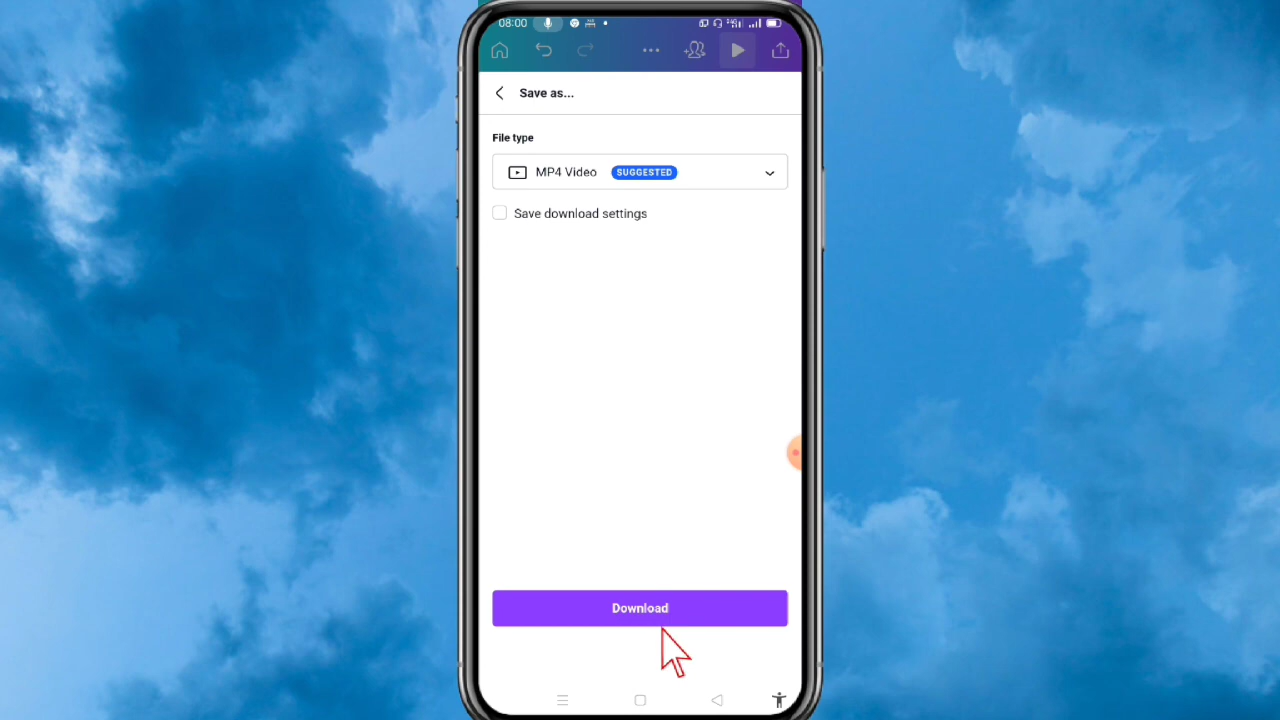 08:00
Save as...
File type
MP4 Video SUGGESTED
Save download settings
Download